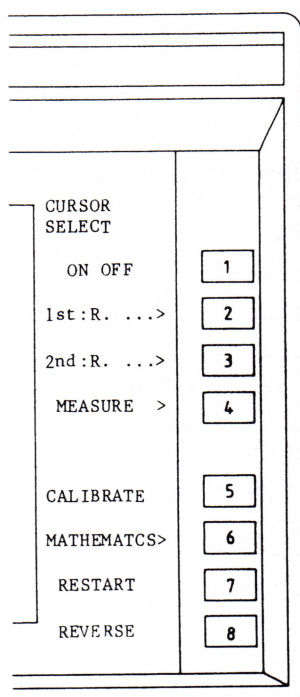 CURSOR
SELECT
ON OFF 1
1st:R. ...> 2
2nd:R. ...> 3
MEASURE > 4
CALIBRATE 5
MATHEMATCS> 6
RESTART 7
REVERSE 8